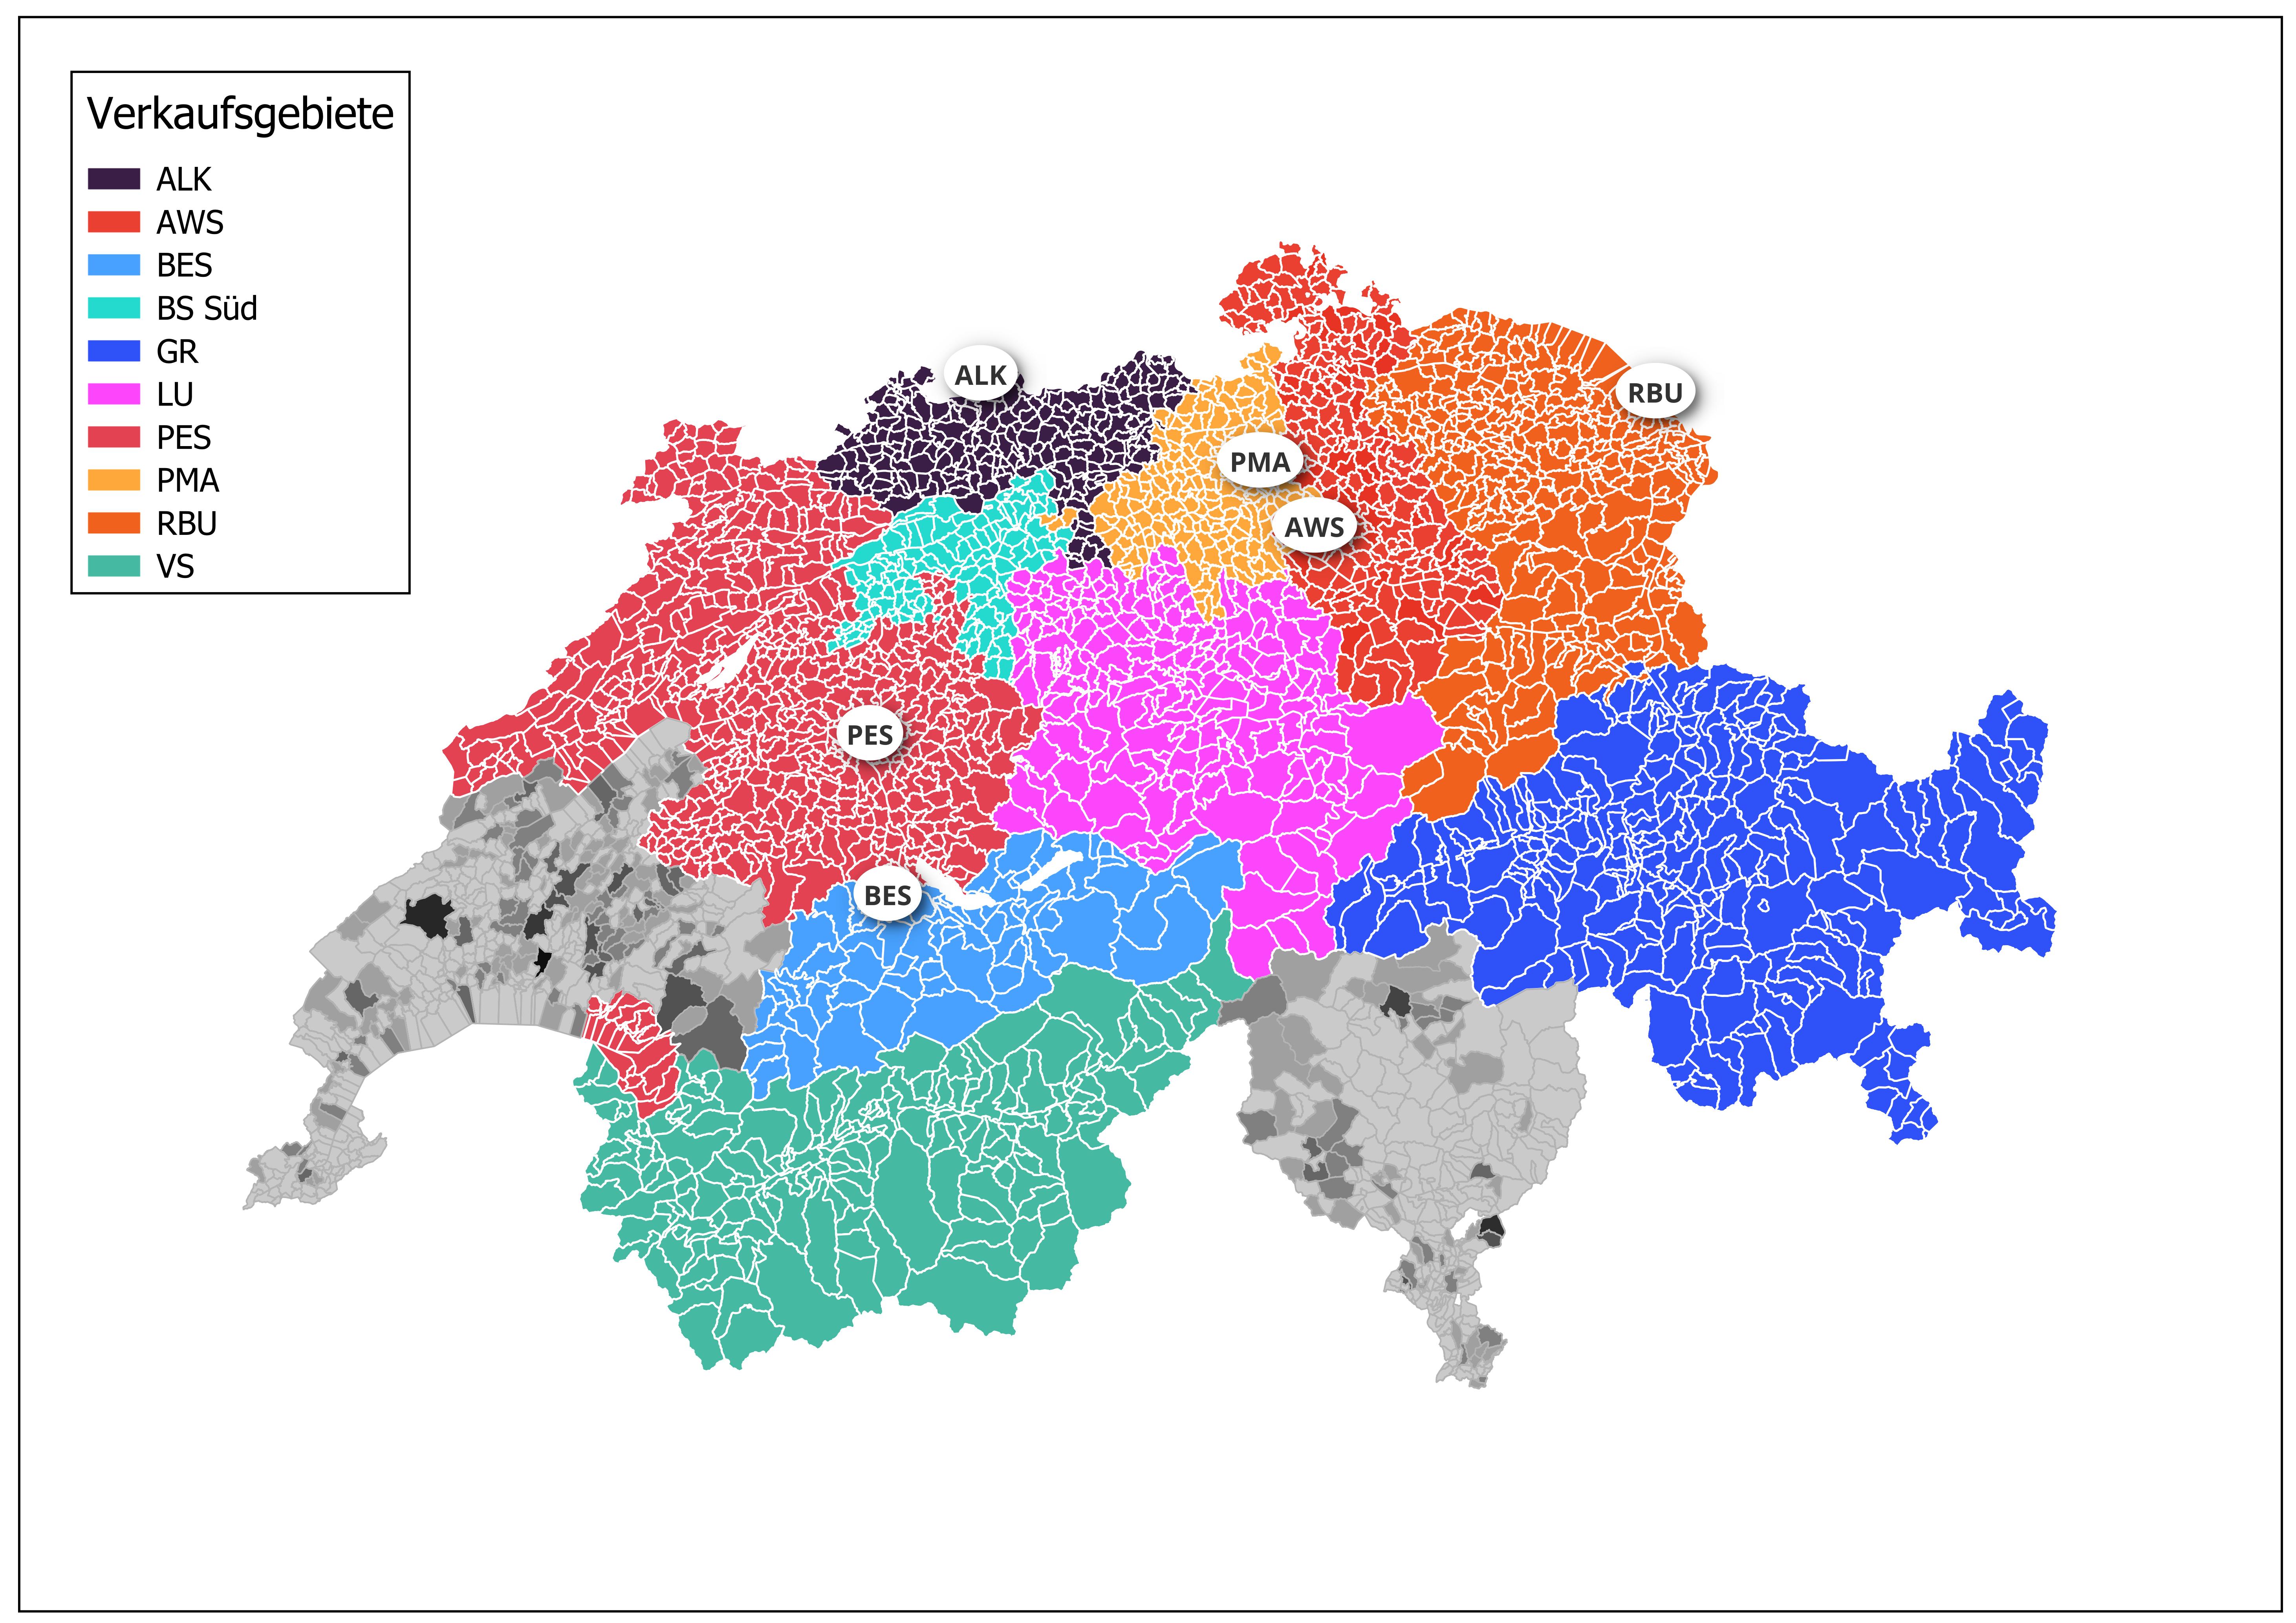 Verkaufsgebiete
ALK
AWS
BES
BS Süd
GR
LU
PES
PMA
RBU
VS
ALK
RBU
PMA
AWS
PES
BES